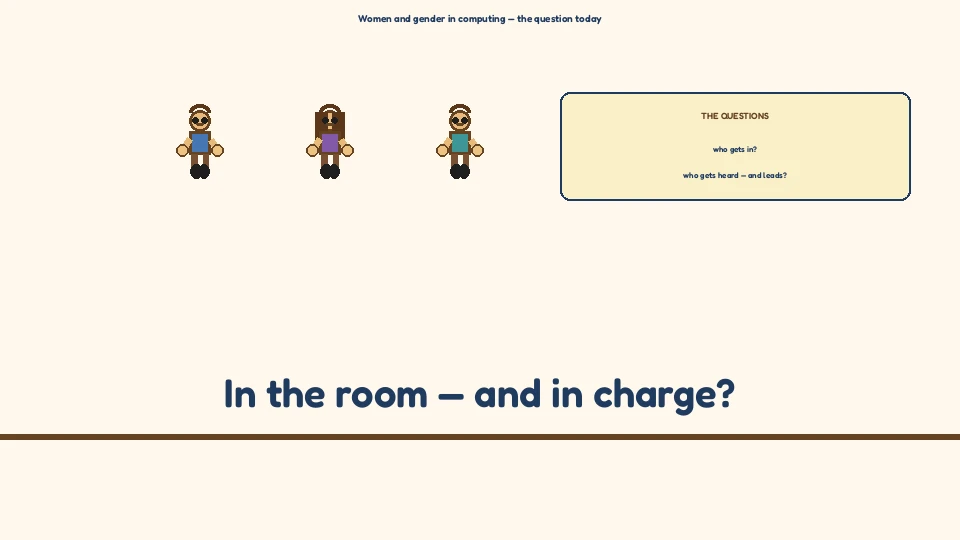 Women and gender in computing — the question today
THE QUESTIONS
who gets in?
who gets heard — and leads?
In the room — and in charge?